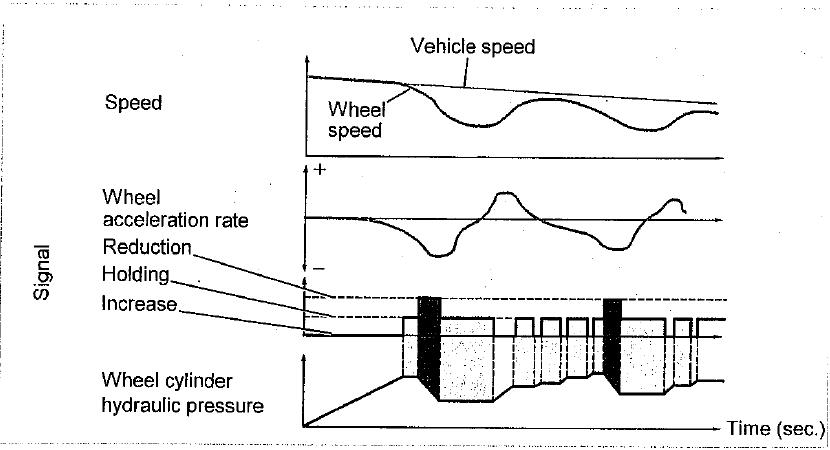 Vehicle speed
Speed
Wheel
speed
+
Wheel
acceleration rate
Reduction
−
Holding
Increase
Signal
Wheel cylinder
hydraulic pressure
Time (sec.)